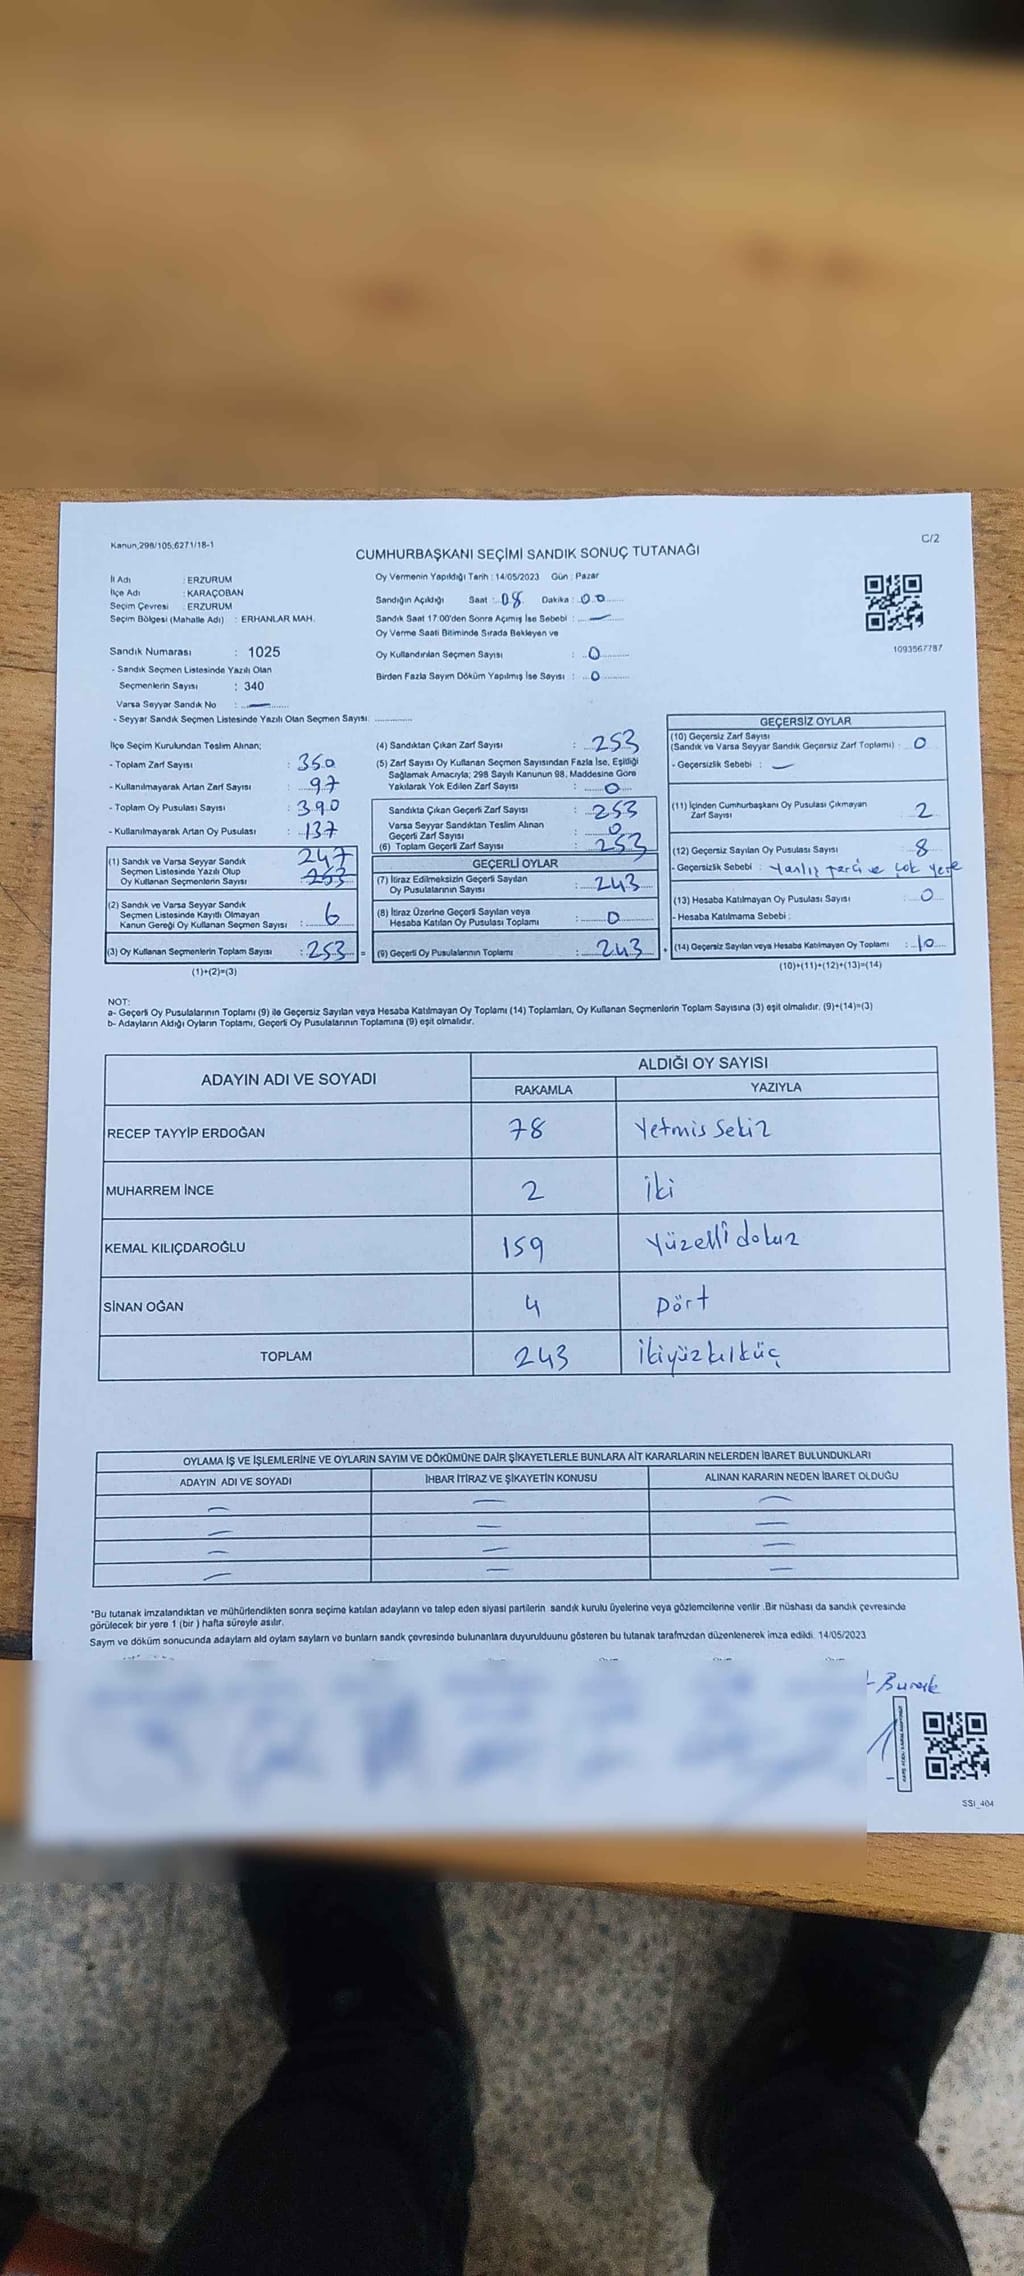 Kanun,298/105,6271/18-1
C/2
CUMHURBAŞKANI SEÇİMİ SANDIK SONUÇ TUTANAĞI
İl Adı : ERZURUM
İlçe Adı : KARAÇOBAN
Seçim Çevresi : ERZURUM
Seçim Bölgesi (Mahalle Adı) : ERHANLAR MAH.
Sandık Numarası : 1025
- Sandık Seçmen Listesinde Yazılı Olan
Seçmenlerin Sayısı : 340
Varsa Seyyar Sandık No :
- Seyyar Sandık Seçmen Listesinde Yazılı Olan Seçmen Sayısı:
Oy Vermenin Yapıldığı Tarih : 14/05/2023 Gün : Pazar
Sandığın Açıldığı Saat : 08 Dakika : 00
Sandık Saat 17:00'den Sonra Açımış İse Sebebi : —
Oy Verme Saati Bitiminde Sırada Bekleyen ve
Oy Kullandırılan Seçmen Sayısı : 0
Birden Fazla Sayım Döküm Yapılmış İse Sayısı : 0
1093567787
İlçe Seçim Kurulundan Teslim Alınan;
- Toplam Zarf Sayısı : 350
- Kullanılmayarak Artan Zarf Sayısı : 97
- Toplam Oy Pusulası Sayısı : 390
- Kullanılmayarak Artan Oy Pusulası : 137
(1) Sandık ve Varsa Seyyar Sandık
Seçmen Listesinde Yazılı Olup
Oy Kullanan Seçmenlerin Sayısı 247 253
(2) Sandık ve Varsa Seyyar Sandık
Seçmen Listesinde Kayıtlı Olmayan
Kanun Gereği Oy Kullanan Seçmen Sayısı : 6
(3) Oy Kullanan Seçmenlerin Toplam Sayısı : 253 =
(1)+(2)=(3)
(4) Sandıktan Çıkan Zarf Sayısı : 253
(5) Zarf Sayısı Oy Kullanan Seçmen Sayısından Fazla İse, Eşitliği
Sağlamak Amacıyla; 298 Sayılı Kanunun 98, Maddesine Göre
Yakılarak Yok Edilen Zarf Sayısı : 0
Sandıkta Çıkan Geçerli Zarf Sayısı : 253
Varsa Seyyar Sandıktan Teslim Alınan
Geçerli Zarf Sayısı : 0
(6) Toplam Geçerli Zarf Sayısı : 253
GEÇERLİ OYLAR
(7) İtiraz Edilmeksizin Geçerli Sayılan
Oy Pusulalarının Sayısı : 243
(8) İtiraz Üzerine Geçerli Sayılan veya
Hesaba Katılan Oy Pusulası Toplamı : 0
(9) Geçerli Oy Pusulalarının Toplamı : 243 +
GEÇERSİZ OYLAR
(10) Geçersiz Zarf Sayısı
(Sandık ve Varsa Seyyar Sandık Geçersiz Zarf Toplamı) : 0
- Geçersizlik Sebebi : —
(11) İçinden Cumhurbaşkanı Oy Pusulası Çıkmayan
Zarf Sayısı 2
(12) Geçersiz Sayılan Oy Pusulası Sayısı : 8
- Geçersizlik Sebebi : Yanlış parti ve çok yere
(13) Hesaba Katılmayan Oy Pusulası Sayısı : 0
- Hesaba Katılmama Sebebi :
(14) Geçersiz Sayılan veya Hesaba Katılmayan Oy Toplamı : 10
(10)+(11)+(12)+(13)=(14)
NOT:
a- Geçerli Oy Pusulalarının Toplamı (9) ile Geçersiz Sayılan veya Hesaba Katılmayan Oy Toplamı (14) Toplamları, Oy Kullanan Seçmenlerin Toplam Sayısına (3) eşit olmalıdır. (9)+(14)=(3)
b- Adayların Aldığı Oyların Toplamı, Geçerli Oy Pusulalarının Toplamına (9) eşit olmalıdır.
ADAYIN ADI VE SOYADI ALDIĞI OY SAYISI
RAKAMLA YAZIYLA
RECEP TAYYİP ERDOĞAN 78 Yetmis Sekiz
MUHARREM İNCE 2 İki
KEMAL KILIÇDAROĞLU 159 Yüzelli dokuz
SİNAN OĞAN 4 Dört
TOPLAM 243 İkiyüzkırküç
OYLAMA İŞ VE İŞLEMLERİNE VE OYLARIN SAYIM VE DÖKÜMÜNE DAİR ŞİKAYETLERLE BUNLARA AİT KARARLARIN NELERDEN İBARET BULUNDUKLARI
ADAYIN ADI VE SOYADI İHBAR İTİRAZ VE ŞİKAYETİN KONUSU ALINAN KARARIN NEDEN İBARET OLDUĞU
*Bu tutanak imzalandıktan ve mühürlendikten sonra seçime katılan adayların ve talep eden siyasi partilerin sandık kurulu üyelerine veya gözlemcilerine verilir .Bir nüshası da sandık çevresinde
görülecek bir yere 1 (bir ) hafta süreyle asılır.
Sayım ve döküm sonucunda adayların ald oyların sayların ve bunların sandk çevresinde bulunanlara duyurulduunu gösteren bu tutanak tarafmzdan düzenlenerek imza edildi. 14/05/2023
Burak
SSI_404